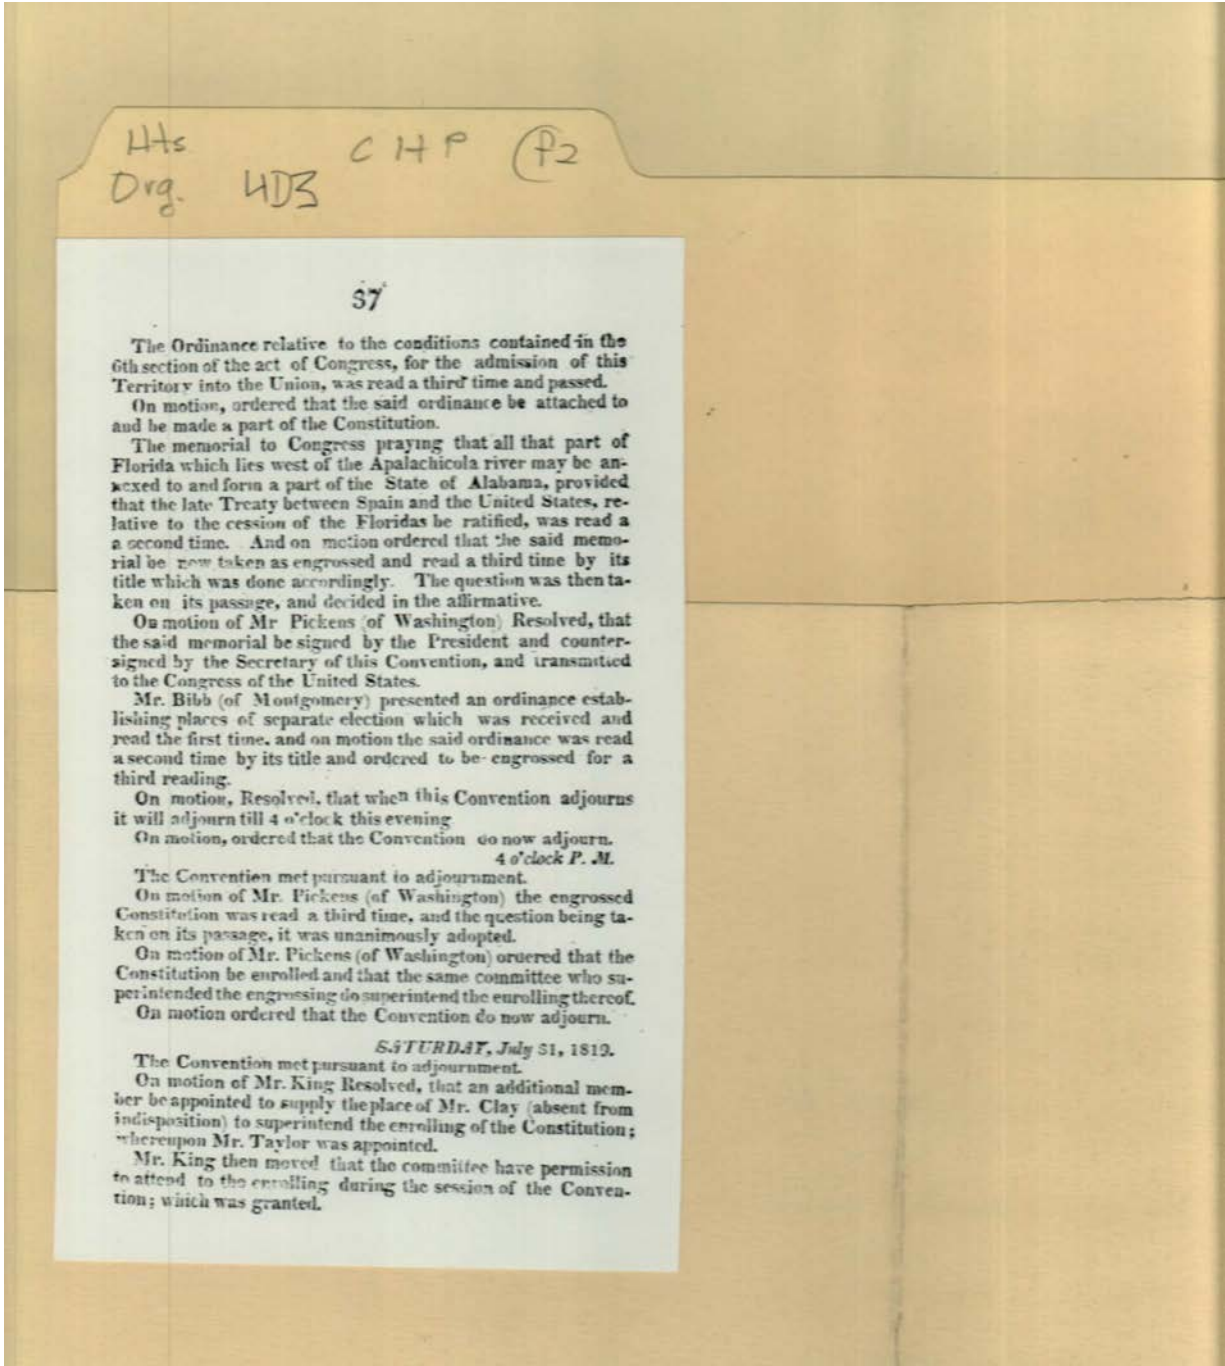 Hts CHP P2
Org. 4D3
37
The Ordinance relative to the conditions contained in the
6th section of the act of Congress, for the admission of this
Territory into the Union, was read a third time and passed.
On motion, ordered that the said ordinance be attached to
and be made a part of the Constitution.
The memorial to Congress praying that all that part of
Florida which lies west of the Apalachicola river may be an-
nexed to and form a part of the State of Alabama, provided
that the late Treaty between Spain and the United States, re-
lative to the cession of the Floridas be ratified, was read a
a second time. And on motion ordered that the said memo-
rial be now taken as engrossed and read a third time by its
title which was done accordingly. The question was then ta-
ken on its passage, and decided in the affirmative.
On motion of Mr Pickens (of Washington) Resolved, that
the said memorial be signed by the President and counter-
signed by the Secretary of this Convention, and transmitted
to the Congress of the United States.
Mr. Bibb (of Montgomery) presented an ordinance estab-
lishing places of separate election which was received and
read the first time, and on motion the said ordinance was read
a second time by its title and ordered to be engrossed for a
third reading.
On motion, Resolved, that when this Convention adjourns
it will adjourn till 4 o'clock this evening
On motion, ordered that the Convention do now adjourn.
4 o'clock P. M.
The Convention met pursuant to adjournment.
On motion of Mr. Pickens (of Washington) the engrossed
Constitution was read a third time, and the question being ta-
ken on its passage, it was unanimously adopted.
On motion of Mr. Pickens (of Washington) ordered that the
Constitution be enrolled and that the same committee who su-
perintended the engrossing do superintend the enrolling thereof.
On motion ordered that the Convention do now adjourn.
SATURDAY, July 31, 1819.
The Convention met pursuant to adjournment.
On motion of Mr. King Resolved, that an additional mem-
ber be appointed to supply the place of Mr. Clay (absent from
indisposition) to superintend the enrolling of the Constitution;
whereupon Mr. Taylor was appointed.
Mr. King then moved that the committee have permission
to attend to the enrolling during the session of the Conven-
tion; which was granted.